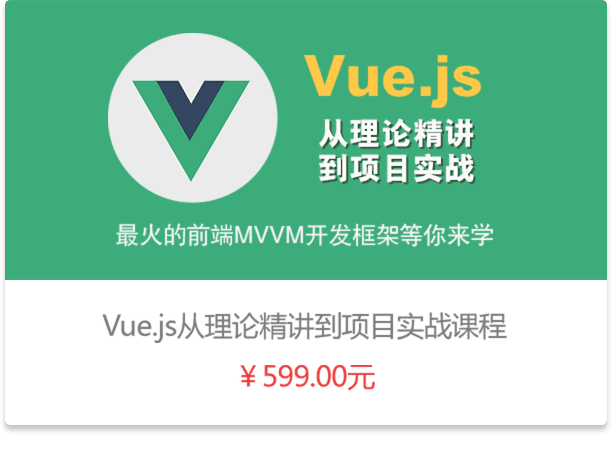 Vue.js
从理论精讲
到项目实战
最火的前端MVVM开发框架等你来学
Vue.js从理论精讲到项目实战课程
¥ 599.00元